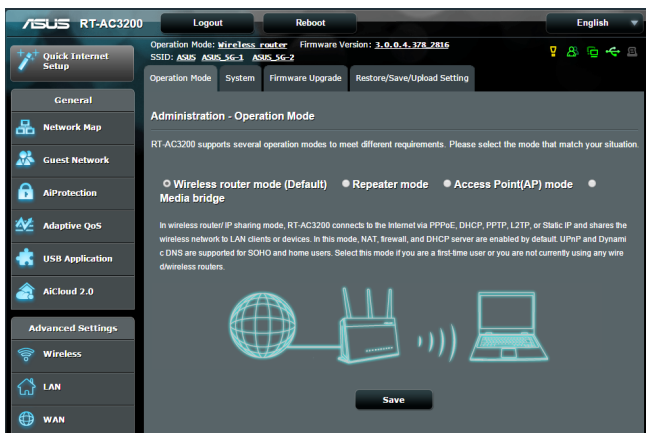 ASUS RT-AC3200 Logout Reboot English
Quick Internet Setup
Operation Mode: Wireless router Firmware Version: 3.0.0.4.378_2816
SSID: ASUS ASUS_5G-1 ASUS_5G-2
Operation Mode System Firmware Upgrade Restore/Save/Upload Setting
General
Network Map
Guest Network
AiProtection
Adaptive QoS
USB Application
AiCloud 2.0
Advanced Settings
Wireless
LAN
WAN
Administration - Operation Mode
RT-AC3200 supports several operation modes to meet different requirements. Please select the mode that match your situation.
Wireless router mode (Default) Repeater mode Access Point(AP) mode
Media bridge
In wireless router/ IP sharing mode, RT-AC3200 connects to the Internet via PPPoE, DHCP, PPTP, L2TP, or Static IP and shares the
wireless network to LAN clients or devices. In this mode, NAT, firewall, and DHCP server are enabled by default. UPnP and Dynami
c DNS are supported for SOHO and home users. Select this mode if you are a first-time user or you are not currently using any wire
d/wireless routers.
Save